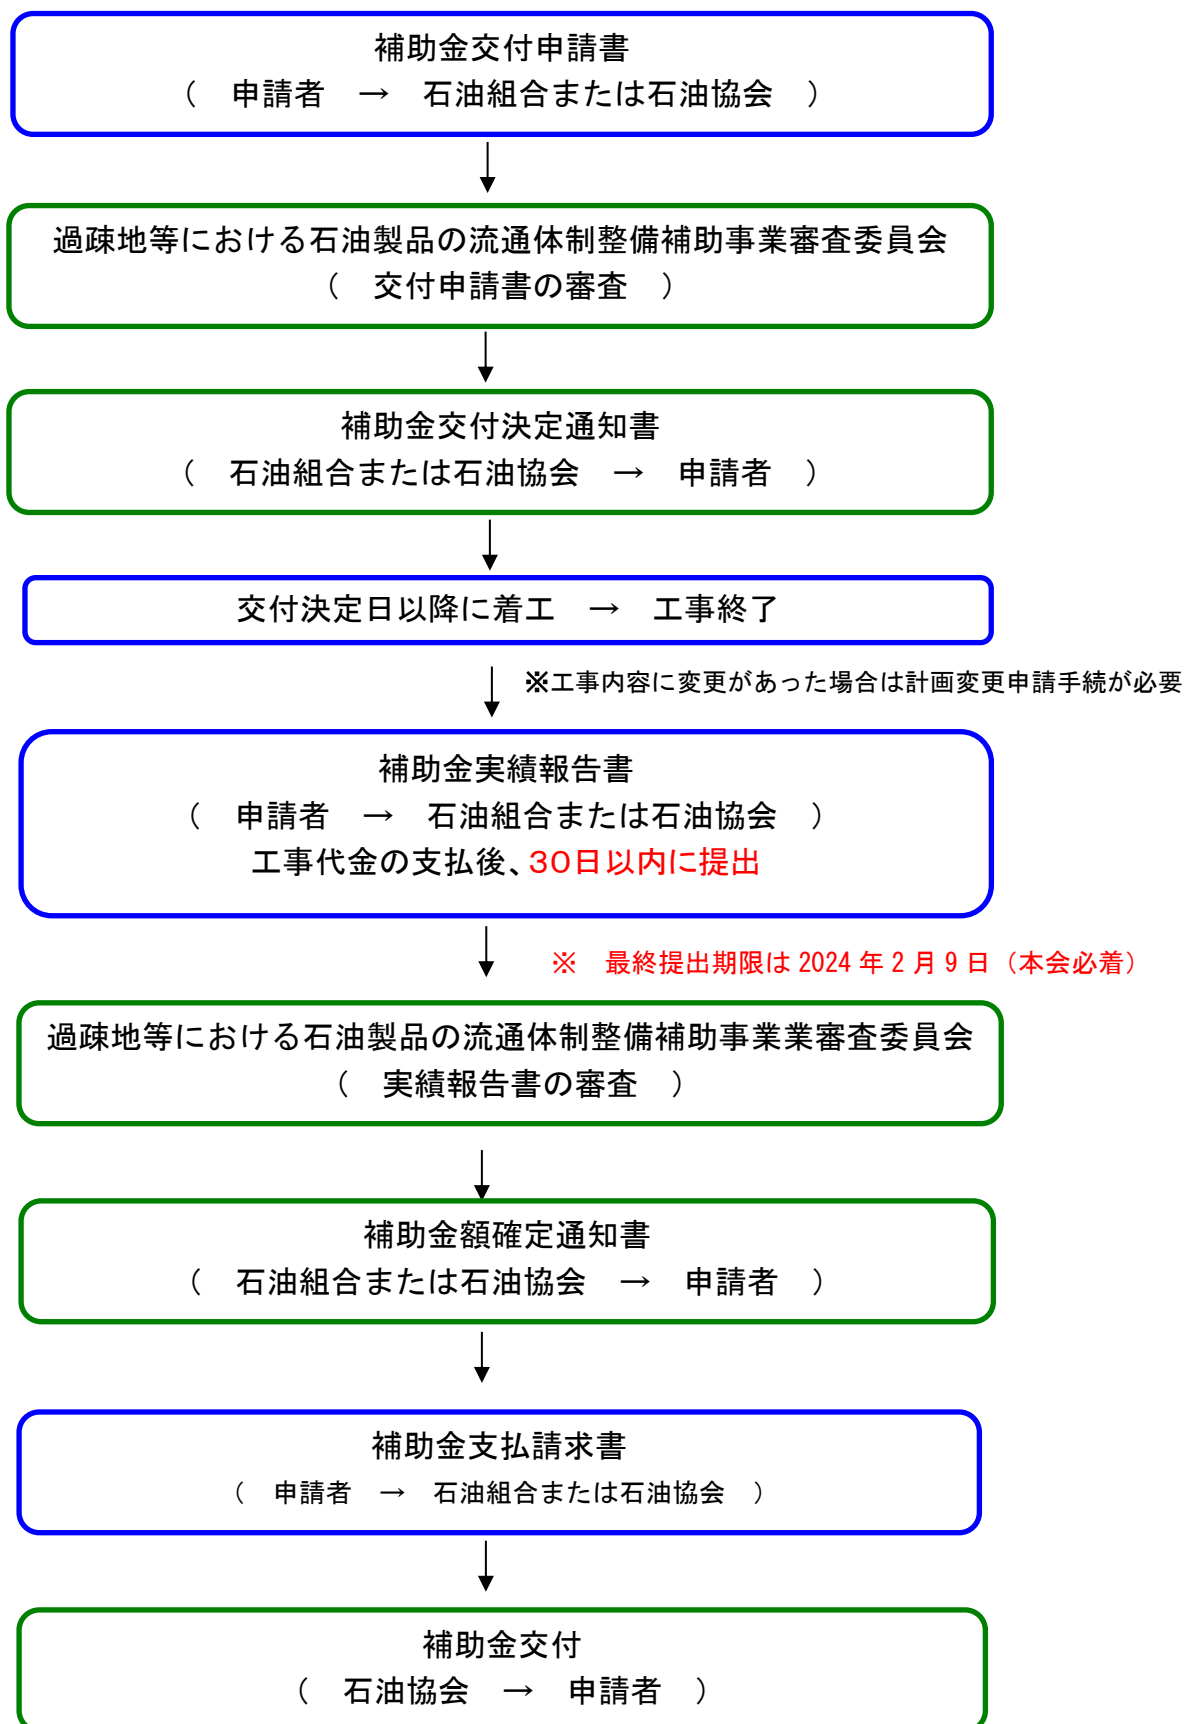 補助金交付申請書
（　申請者　→　石油組合または石油協会　）
過疎地等における石油製品の流通体制整備補助事業審査委員会
（　交付申請書の審査　）
補助金交付決定通知書
（　石油組合または石油協会　→　申請者　）
交付決定日以降に着工　→　工事終了
※工事内容に変更があった場合は計画変更申請手続が必要
補助金実績報告書
（　申請者　→　石油組合または石油協会　）
工事代金の支払後、30日以内に提出
※　最終提出期限は 2024 年 2 月 9 日（本会必着）
過疎地等における石油製品の流通体制整備補助事業業審査委員会
（　実績報告書の審査　）
補助金額確定通知書
（　石油組合または石油協会　→　申請者　）
補助金支払請求書
（　申請者　→　石油組合または石油協会　）
補助金交付
（　石油協会　→　申請者　）